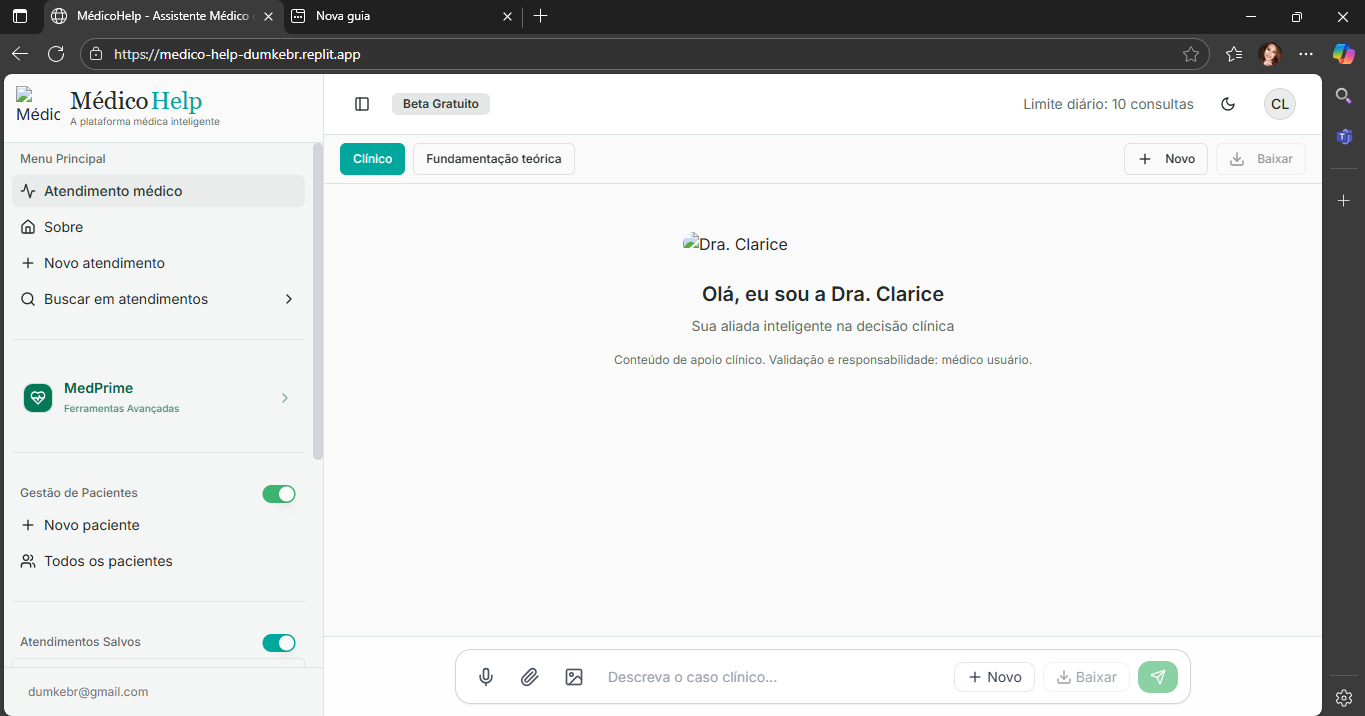 MédicoHelp - Assistente Médico
Nova guia
https://medico-help-dumkebr.replit.app
Médic
MédicoHelp
A plataforma médica inteligente
Beta Gratuito
Limite diário: 10 consultas
CL
Menu Principal
Atendimento médico
Sobre
Novo atendimento
Buscar em atendimentos
MedPrime
Ferramentas Avançadas
Gestão de Pacientes
Novo paciente
Todos os pacientes
Atendimentos Salvos
dumkebr@gmail.com
Clínico
Fundamentação teórica
Novo
Baixar
Dra. Clarice
Olá, eu sou a Dra. Clarice
Sua aliada inteligente na decisão clínica
Conteúdo de apoio clínico. Validação e responsabilidade: médico usuário.
Descreva o caso clínico...
Novo
Baixar